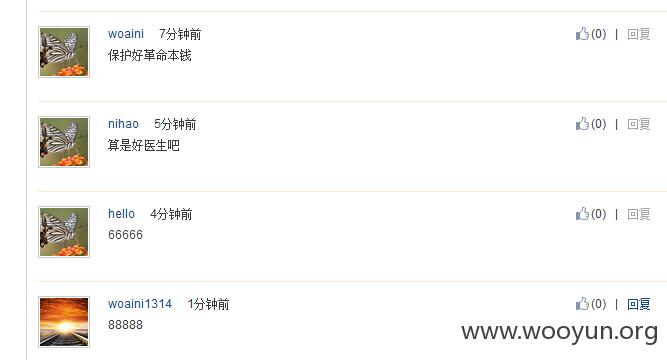 woaini 7分钟前 (0) | 回复
保护好革命本钱
nihao 5分钟前 (0) | 回复
算是好医生吧
hello 4分钟前 (0) | 回复
66666
woaini1314 1分钟前 (0) | 回复
88888
www.wooyun.org